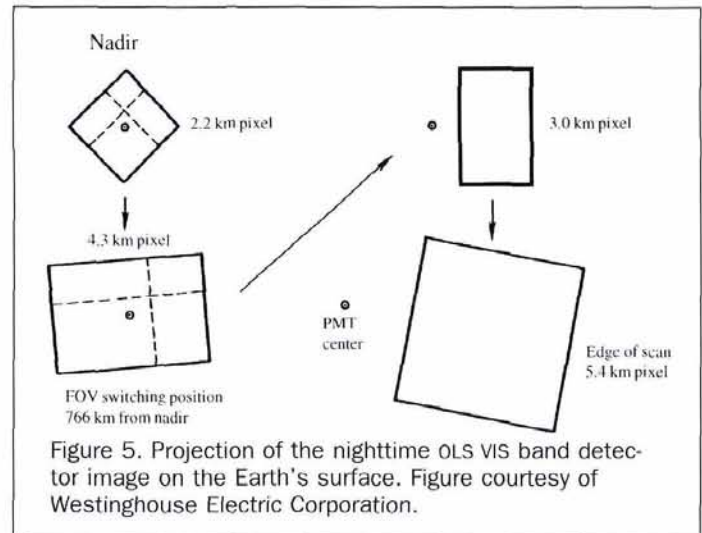 Nadir
2.2 km pixel
3.0 km pixel
4.3 km pixel
PMT
center
FOV switching position
766 km from nadir
Edge of scan
5.4 km pixel
Figure 5. Projection of the nighttime OLS VIS band detec-
tor image on the Earth's surface. Figure courtesy of
Westinghouse Electric Corporation.